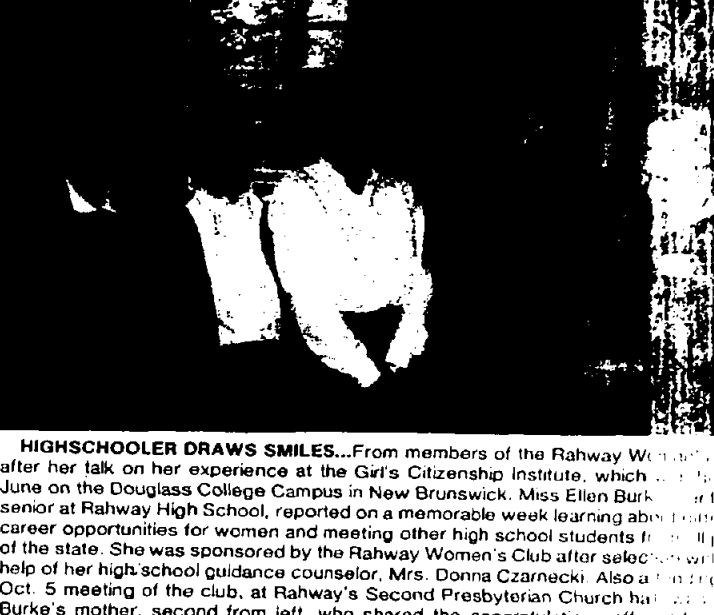 HIGHSCHOOLER DRAWS SMILES...From members of the Rahway
after her talk on her experience at the Girl's Citizenship Institute, which
June on the Douglass College Campus in New Brunswick. Miss Ellen
senior at Rahway High School, reported on a memorable week learning
career opportunities for women and meeting other high school students
of the state. She was sponsored by the Rahway Women's Club after
help of her high school guidance counselor, Mrs. Donna Czarnecki. Also
Oct. 5 meeting of the club, at Rahway's Second Presbyterian Church
Burke's mother, second from left, who shared the